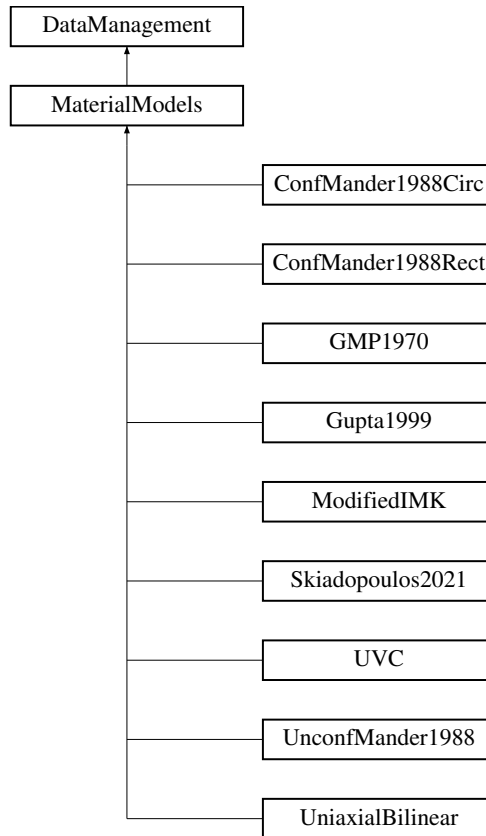 DataManagement
MaterialModels
ConfMander1988Circ
ConfMander1988Rect
GMP1970
Gupta1999
ModifiedIMK
Skiadopoulos2021
UVC
UnconfMander1988
UniaxialBilinear